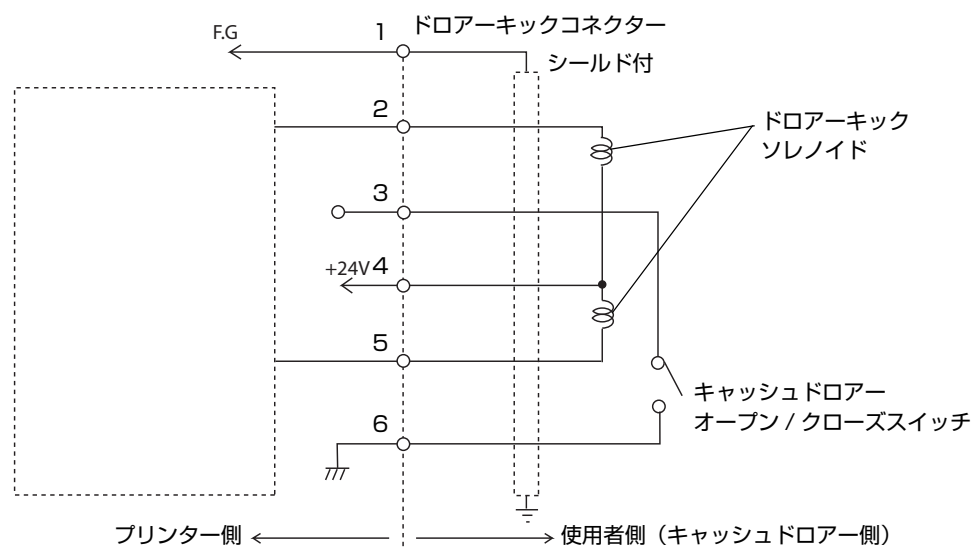 ドロアーキックコネクター
F.G
1
シールド付
2
ドロアーキック
ソレノイド
3
+24V
4
5
キャッシュドロアー
オープン / クローズスイッチ
6
プリンター側
使用者側（キャッシュドロアー側）